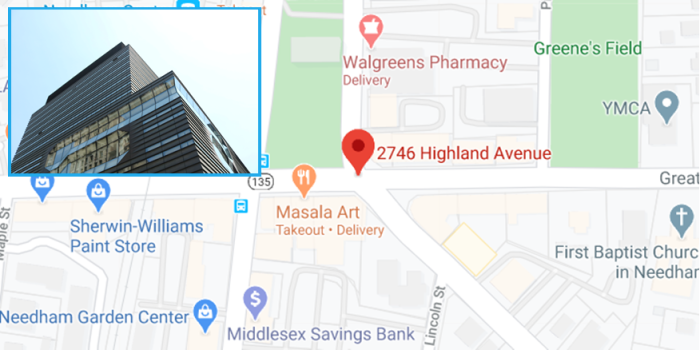 Greene's Field
Walgreens Pharmacy
Delivery
YMCA
2746 Highland Avenue
135
Great
Masala Art
Takeout • Delivery
Sherwin-Williams
Paint Store
Maple St
First Baptist Churc
in Needham
Needham Garden Center
Middlesex Savings Bank
Lincoln St